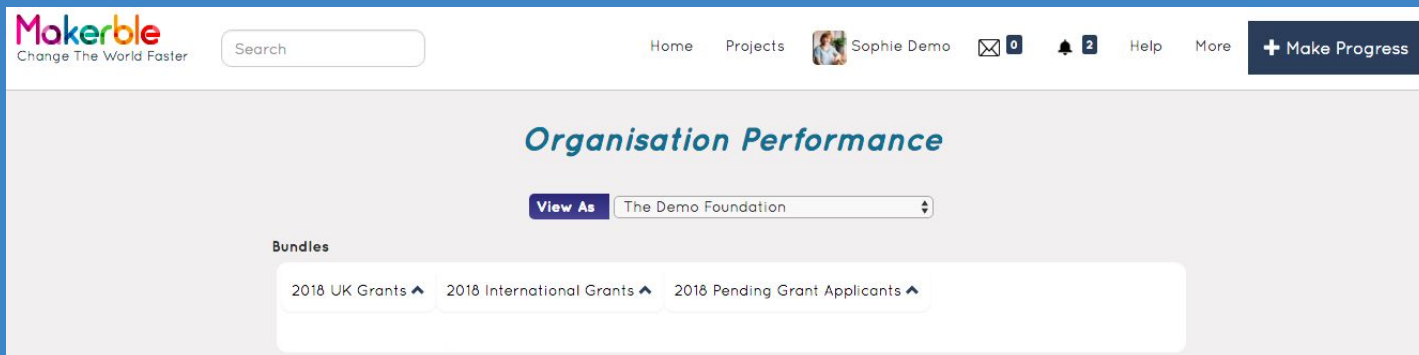 Makerble
Change The World Faster
Search
Home Projects Sophie Demo 0 2 Help More + Make Progress
Organisation Performance
View As The Demo Foundation
Bundles
2018 UK Grants 2018 International Grants 2018 Pending Grant Applicants